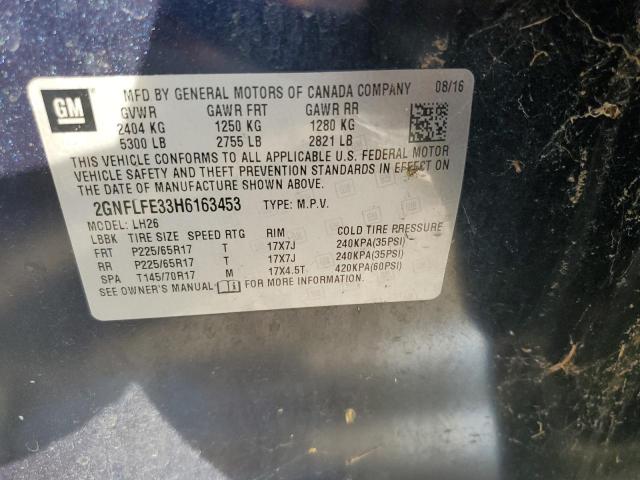 GM
MFD BY GENERAL MOTORS OF CANADA COMPANY 08/16
GVWR GAWR FRT GAWR RR
2404 KG 1250 KG 1280 KG
5300 LB 2755 LB 2821 LB
THIS VEHICLE CONFORMS TO ALL APPLICABLE U.S. FEDERAL MOTOR
VEHICLE SAFETY AND THEFT PREVENTION STANDARDS IN EFFECT ON
THE DATE OF MANUFACTURE SHOWN ABOVE.
2GNFLFE33H6163453 TYPE: M.P.V.
MODEL: LH26
LBBK TIRE SIZE SPEED RTG RIM COLD TIRE PRESSURE
FRT P225/65R17 T 17X7J 240KPA(35PSI)
RR P225/65R17 T 17X7J 240KPA(35PSI)
SPA T145/70R17 M 17X4.5T 420KPA(60PSI)
SEE OWNER'S MANUAL FOR MORE INFORMATION.